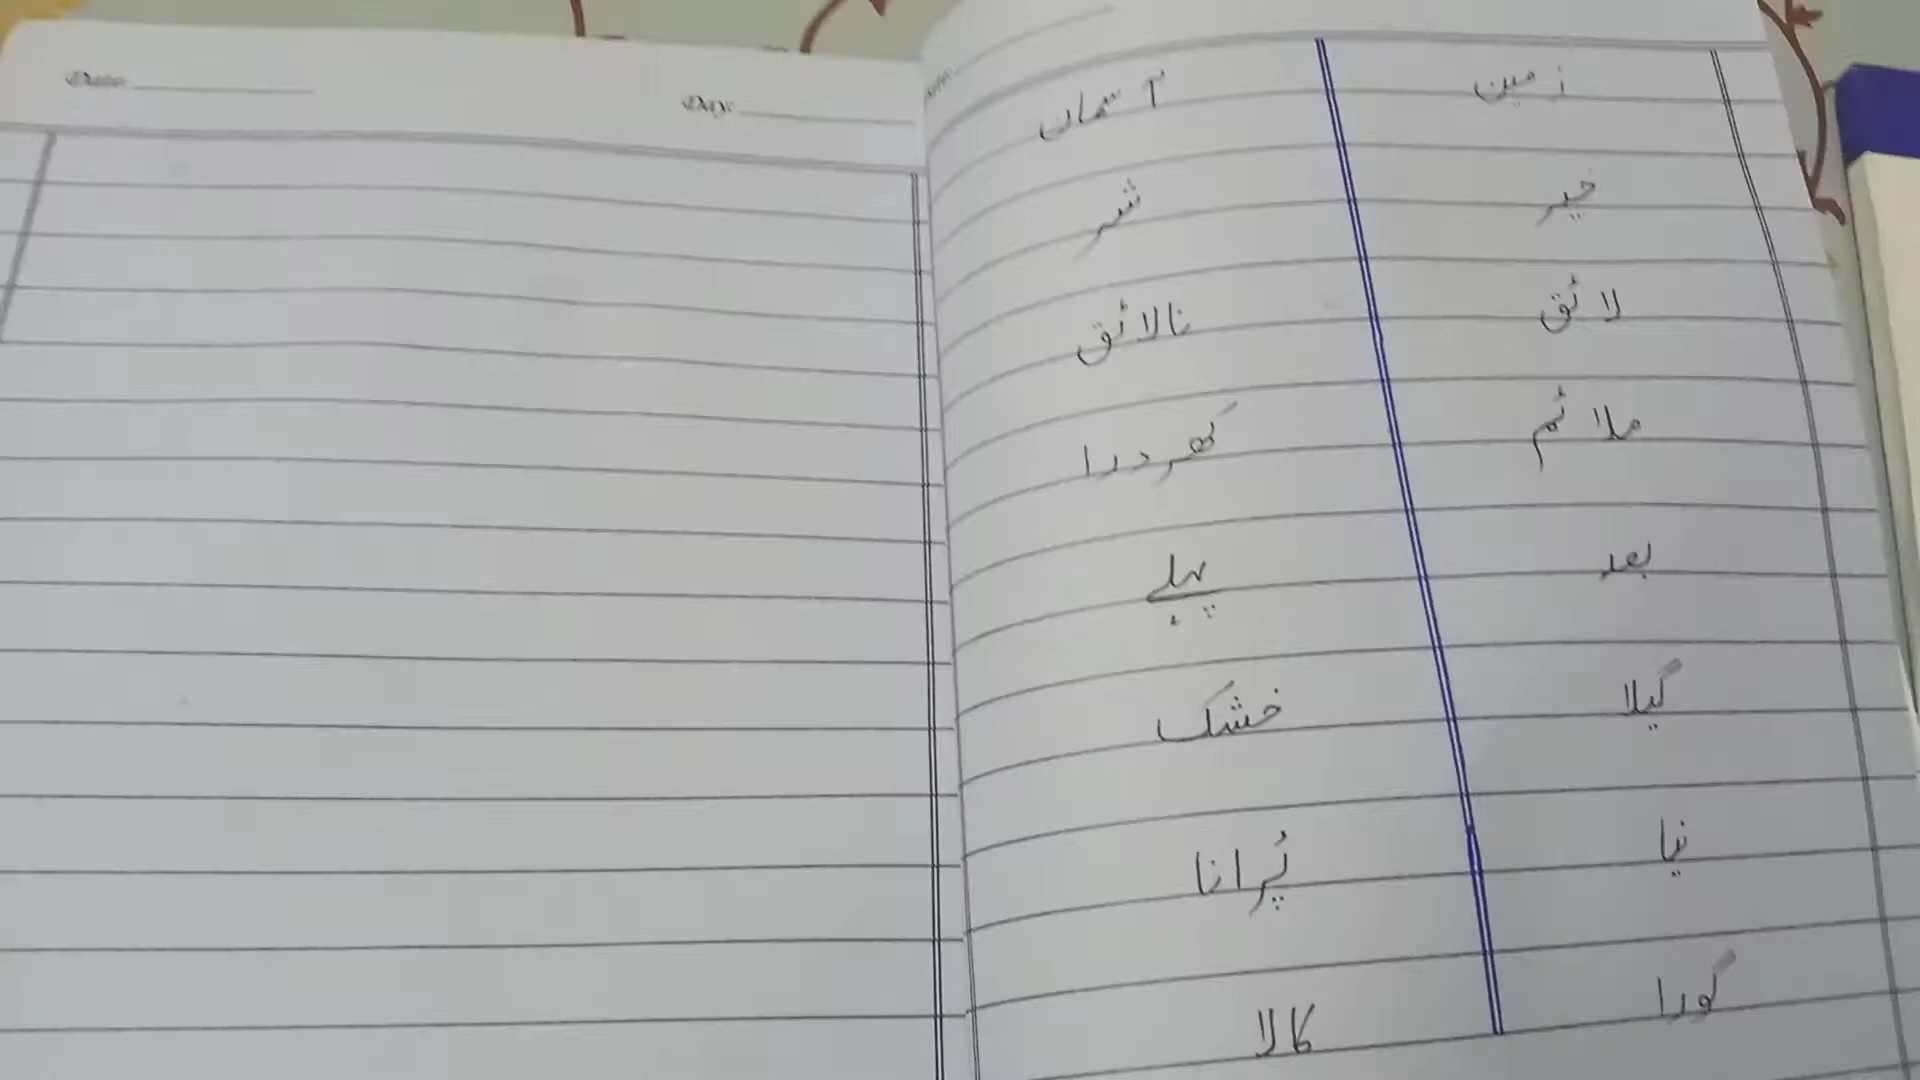 Date: Day:
زمین آسمان
خیر شر
لائق نالائق
ملائم کھردرا
بعد پہلے
گیلا خشک
نیا پُرانا
گورا کالا